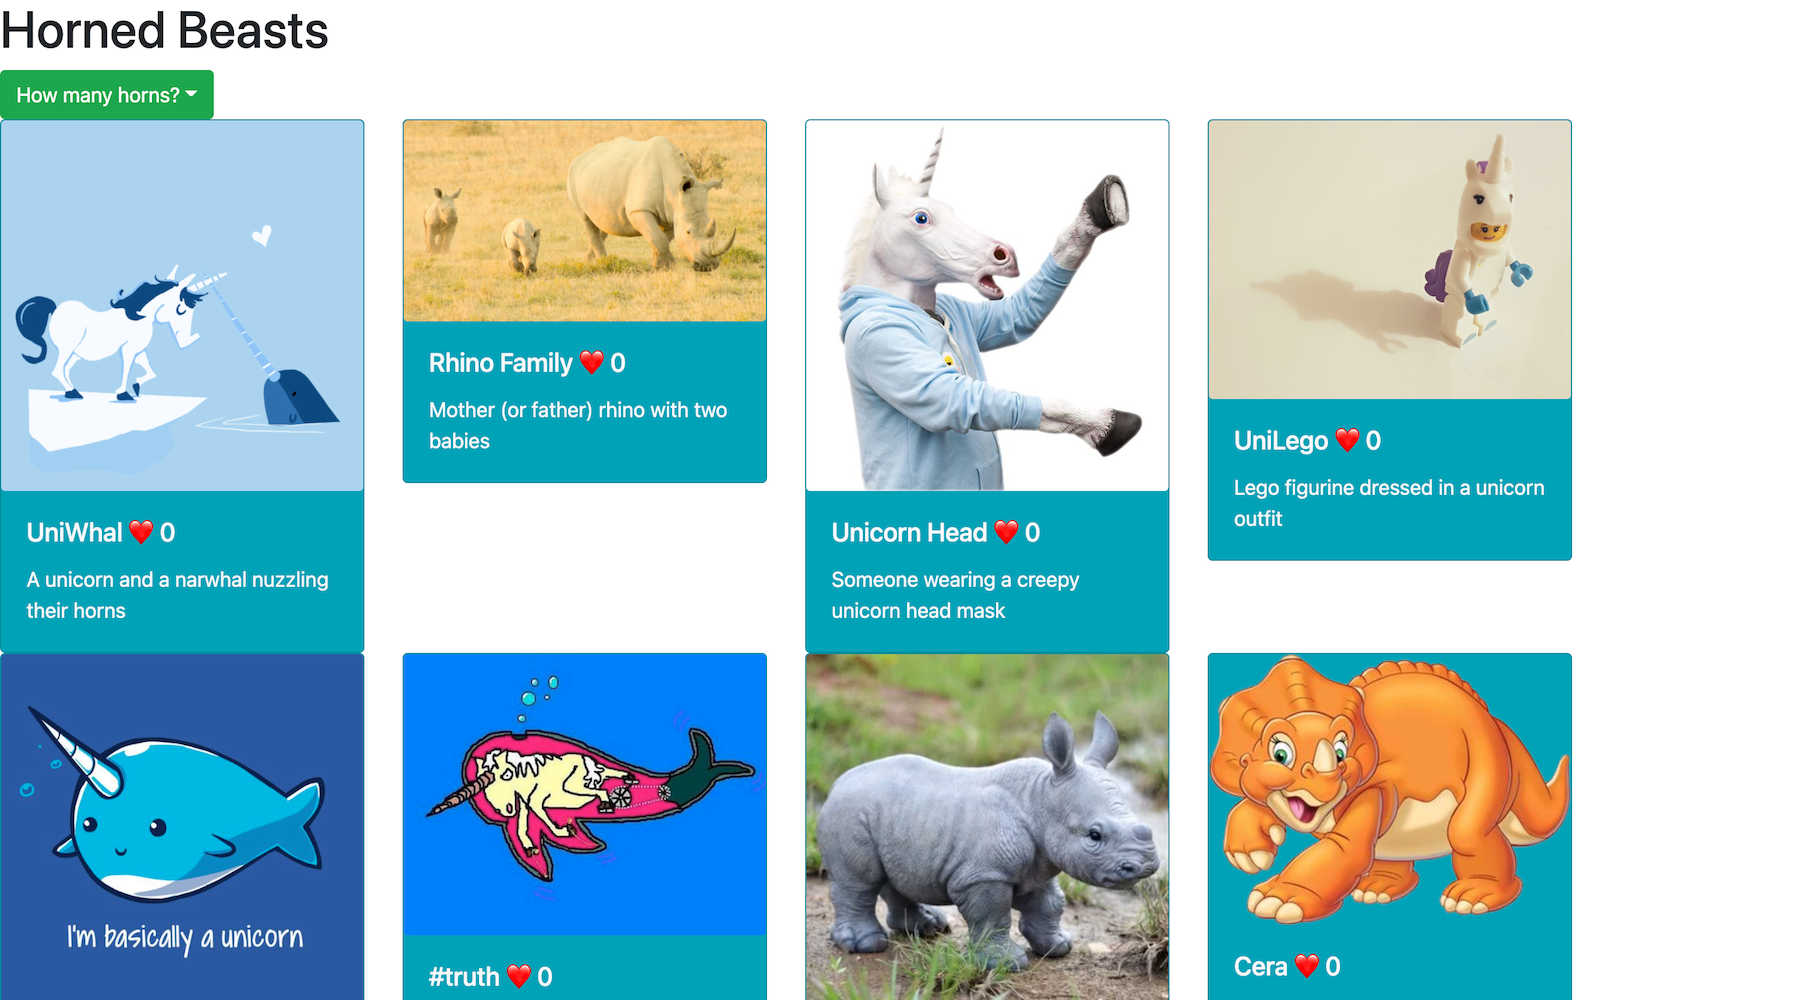 Horned Beasts
How many horns?
UniWhal ❤️ 0
A unicorn and a narwhal nuzzling
their horns
Rhino Family ❤️ 0
Mother (or father) rhino with two
babies
Unicorn Head ❤️ 0
Someone wearing a creepy
unicorn head mask
UniLego ❤️ 0
Lego figurine dressed in a unicorn
outfit
I'm basically a unicorn
#truth ❤️ 0
Cera ❤️ 0